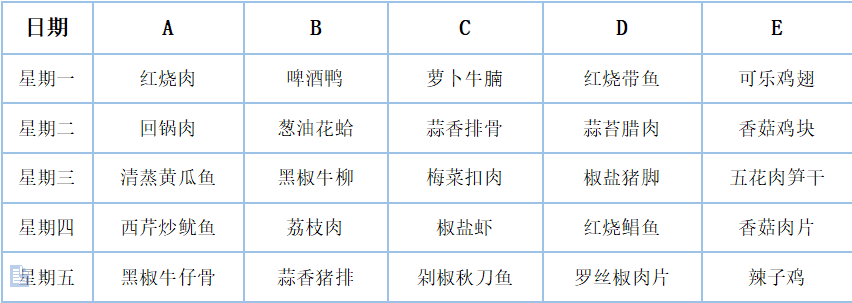 日期 A B C D E
星期一 红烧肉 啤酒鸭 萝卜牛腩 红烧带鱼 可乐鸡翅
星期二 回锅肉 葱油花蛤 蒜香排骨 蒜苔腊肉 香菇鸡块
星期三 清蒸黄瓜鱼 黑椒牛柳 梅菜扣肉 椒盐猪脚 五花肉笋干
星期四 西芹炒鱿鱼 荔枝肉 椒盐虾 红烧鲳鱼 香菇肉片
星期五 黑椒牛仔骨 蒜香猪排 剁椒秋刀鱼 罗丝椒肉片 辣子鸡